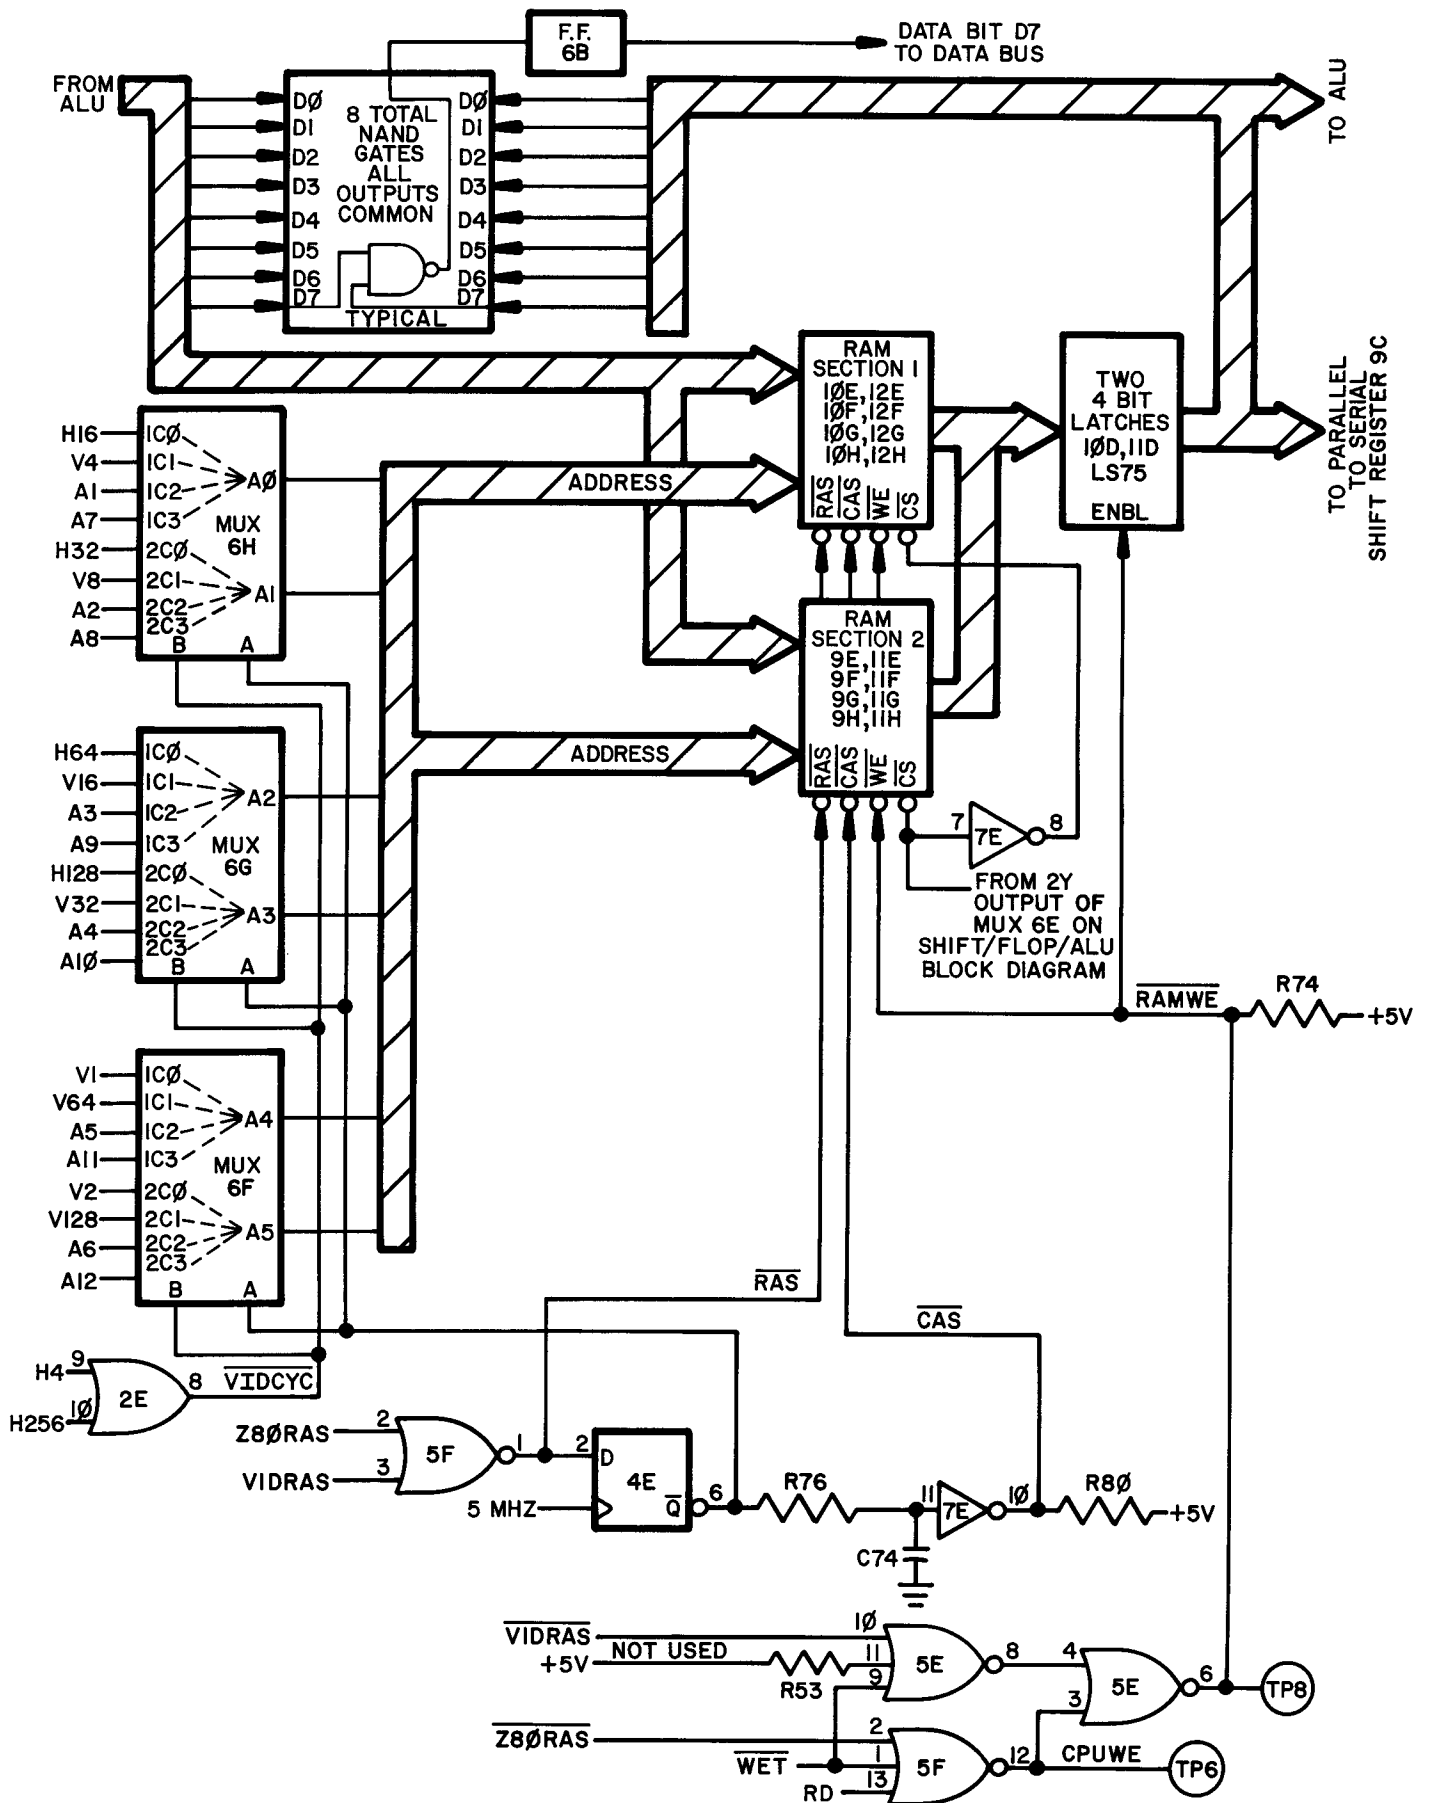 F.F.
6B
DATA BIT D7
TO DATA BUS
FROM
ALU
DØ
D1
D2
D3
D4
D5
D6
D7
8 TOTAL
NAND
GATES
ALL
OUTPUTS
COMMON
TYPICAL
DØ
D1
D2
D3
D4
D5
D6
D7
TO ALU
RAM
SECTION 1
1ØE,12E
1ØF,12F
1ØG,12G
1ØH,12H
RAS
CAS
WE
CS
TWO
4 BIT
LATCHES
1ØD,11D
LS75
ENBL
TO PARALLEL
TO SERIAL
SHIFT REGISTER 9C
H16
V4
A1
A7
H32
V8
A2
A8
1CØ
1C1
1C2
1C3
2CØ
2C1
2C2
2C3
AØ
MUX
6H
A1
B A
ADDRESS
RAM
SECTION 2
9E,11E
9F,11F
9G,11G
9H,11H
RAS
CAS
WE
CS
ADDRESS
H64
V16
A3
A9
H128
V32
A4
A1Ø
1CØ
1C1
1C2
1C3
2CØ
2C1
2C2
2C3
A2
MUX
6G
A3
B A
7
7E
8
FROM 2Y
OUTPUT OF
MUX 6E ON
SHIFT/FLOP/ALU
BLOCK DIAGRAM
RAMWE
R74
+5V
V1
V64
A5
A11
V2
V128
A6
A12
1CØ
1C1
1C2
1C3
2CØ
2C1
2C2
2C3
A4
MUX
6F
A5
B A
RAS
CAS
H4
9
H256
1Ø
2E
8
VIDCYC
Z8ØRAS
2
VIDRAS
3
5F
1
2
D
4E
Q
5 MHZ
6
R76
C74
11
7E
1Ø
R8Ø
+5V
VIDRAS
1Ø
+5V
NOT USED
R53
11
9
5E
8
4
3
5E
6
TP8
Z8ØRAS
2
WET
1
RD
13
5F
12
CPUWE
TP6